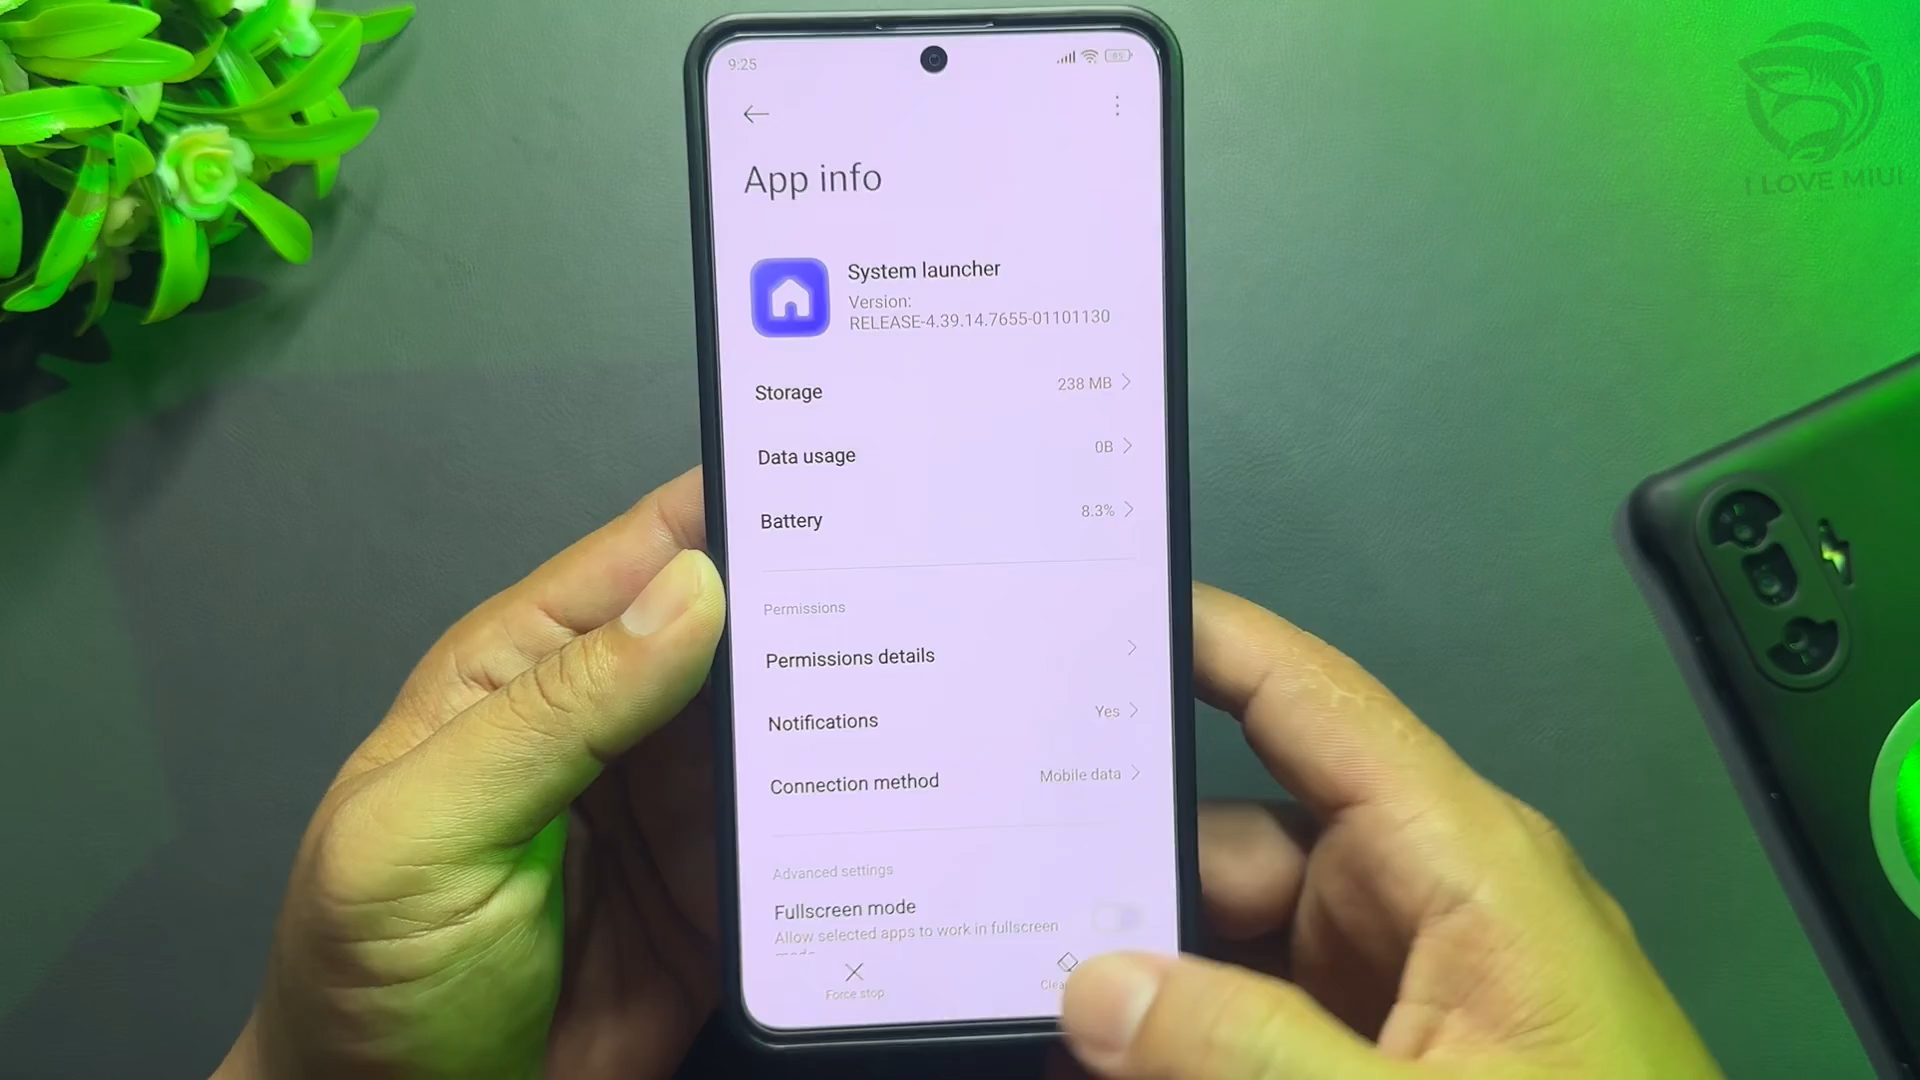 9:25
85
I LOVE MIUI
App info
System launcher
Version:
RELEASE-4.39.14.7655-01101130
Storage
238 MB
Data usage
0B
Battery
8.3%
Permissions
Permissions details
Notifications
Yes
Connection method
Mobile data
Advanced settings
Fullscreen mode
Allow selected apps to work in fullscreen
Force stop